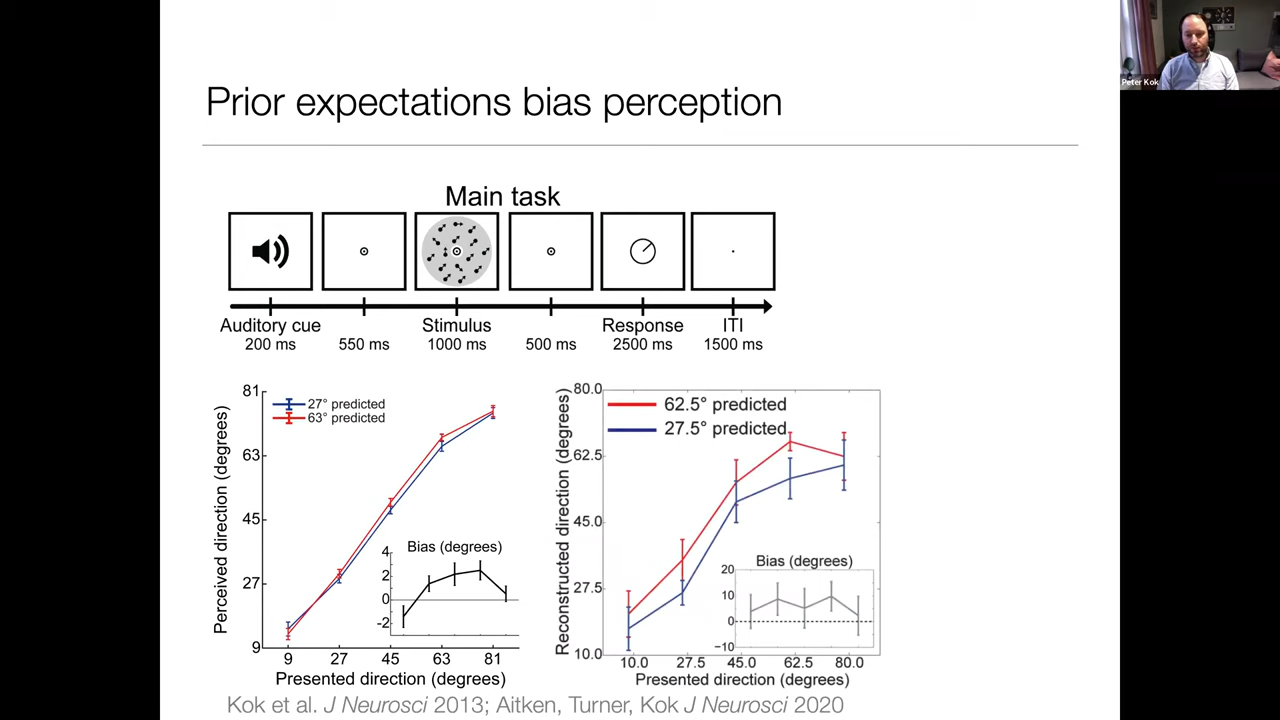 Peter Kok
Prior expectations bias perception
Main task
Auditory cue
200 ms
550 ms
Stimulus
1000 ms
500 ms
Response
2500 ms
ITI
1500 ms
Perceived direction (degrees)
81
63
45
27
9
27° predicted
63° predicted
Bias (degrees)
4
2
0
-2
9 27 45 63 81
Presented direction (degrees)
Reconstructed direction (degrees)
80.0
62.5
45.0
27.5
10.0
62.5° predicted
27.5° predicted
Bias (degrees)
20
10
0
−10
10.0 27.5 45.0 62.5 80.0
Presented direction (degrees)
Kok et al. J Neurosci 2013; Aitken, Turner, Kok J Neurosci 2020